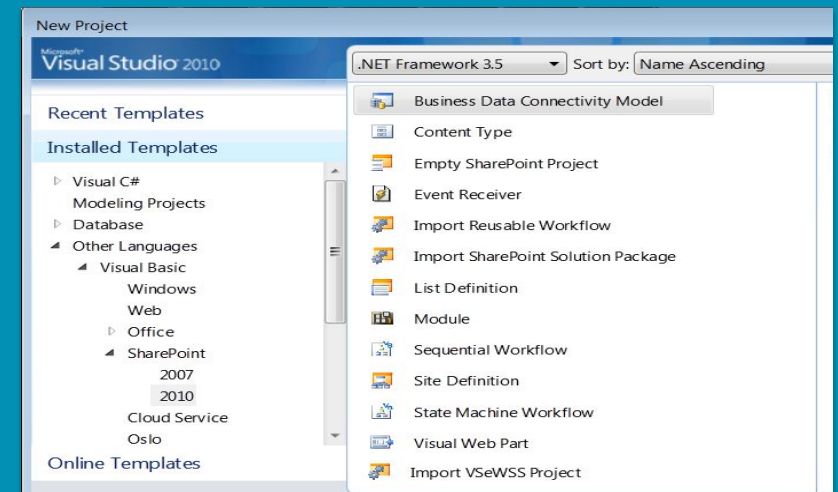 New Project
Microsoft
Visual Studio 2010
.NET Framework 3.5
Sort by: Name Ascending
Recent Templates
Installed Templates
Visual C#
Modeling Projects
Database
Other Languages
Visual Basic
Windows
Web
Office
SharePoint
2007
2010
Cloud Service
Oslo
Online Templates
Business Data Connectivity Model
Content Type
Empty SharePoint Project
Event Receiver
Import Reusable Workflow
Import SharePoint Solution Package
List Definition
Module
Sequential Workflow
Site Definition
State Machine Workflow
Visual Web Part
Import VSeWSS Project